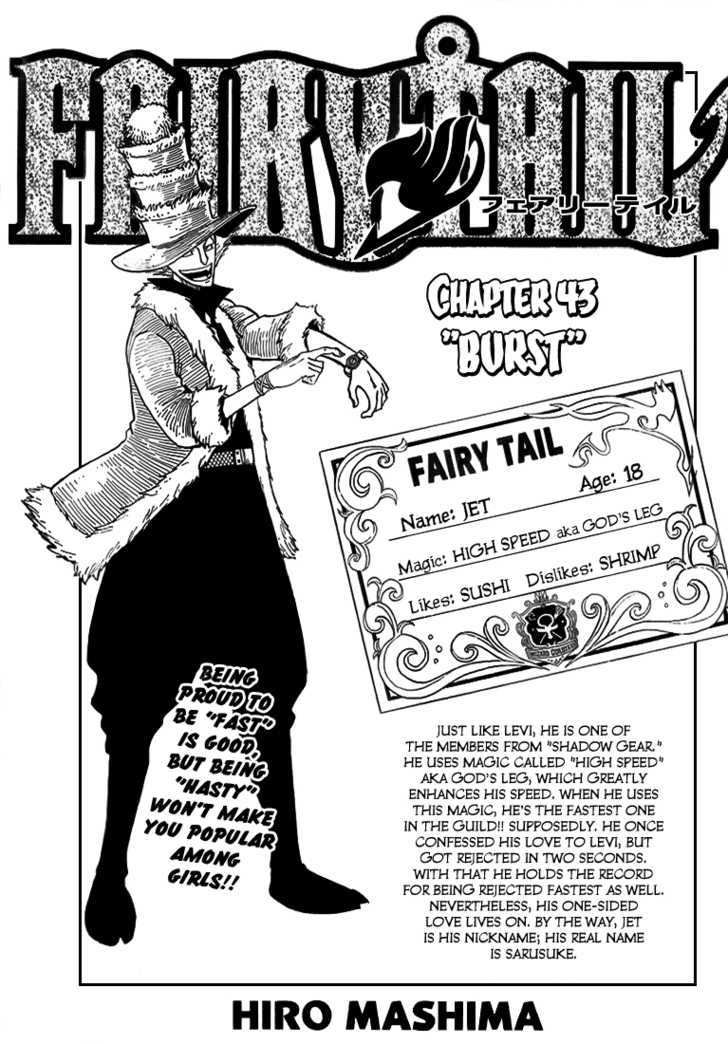 FAIRY TAIL
フェアリーテイル
CHAPTER 43
"BURST"
FAIRY TAIL
Name: JET Age: 18
Magic: HIGH SPEED aka GOD'S LEG
Likes: SUSHI Dislikes: SHRIMP
BEING
PROUD TO
BE "FAST"
IS GOOD,
BUT BEING
"HASTY"
WON'T MAKE
YOU POPULAR
AMONG
GIRLS!!
JUST LIKE LEVI, HE IS ONE OF
THE MEMBERS FROM "SHADOW GEAR."
HE USES MAGIC CALLED "HIGH SPEED"
AKA GOD'S LEG, WHICH GREATLY
ENHANCES HIS SPEED. WHEN HE USES
THIS MAGIC, HE'S THE FASTEST ONE
IN THE GUILD!! SUPPOSEDLY. HE ONCE
CONFESSED HIS LOVE TO LEVI, BUT
GOT REJECTED IN TWO SECONDS.
WITH THAT HE HOLDS THE RECORD
FOR BEING REJECTED FASTEST AS WELL.
NEVERTHELESS, HIS ONE-SIDED
LOVE LIVES ON. BY THE WAY, JET
IS HIS NICKNAME; HIS REAL NAME
IS SARUSUKE.
HIRO MASHIMA